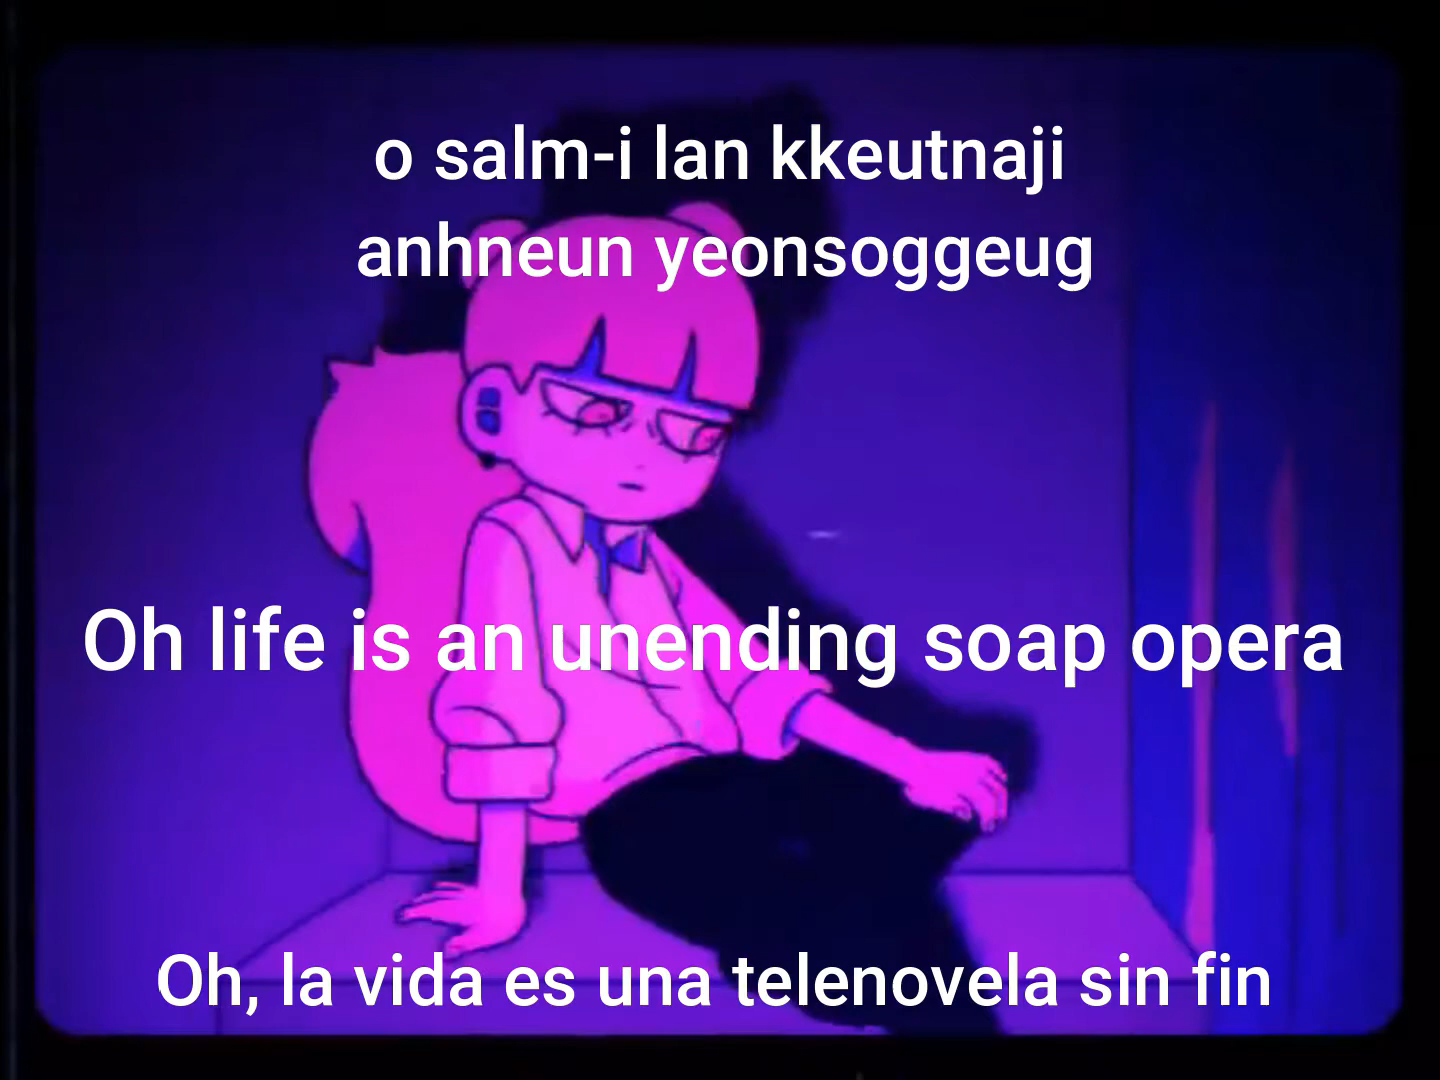 o salm-i lan kkeutnaji
anhneun yeonsoggeug
Oh life is an unending soap opera
Oh, la vida es una telenovela sin fin